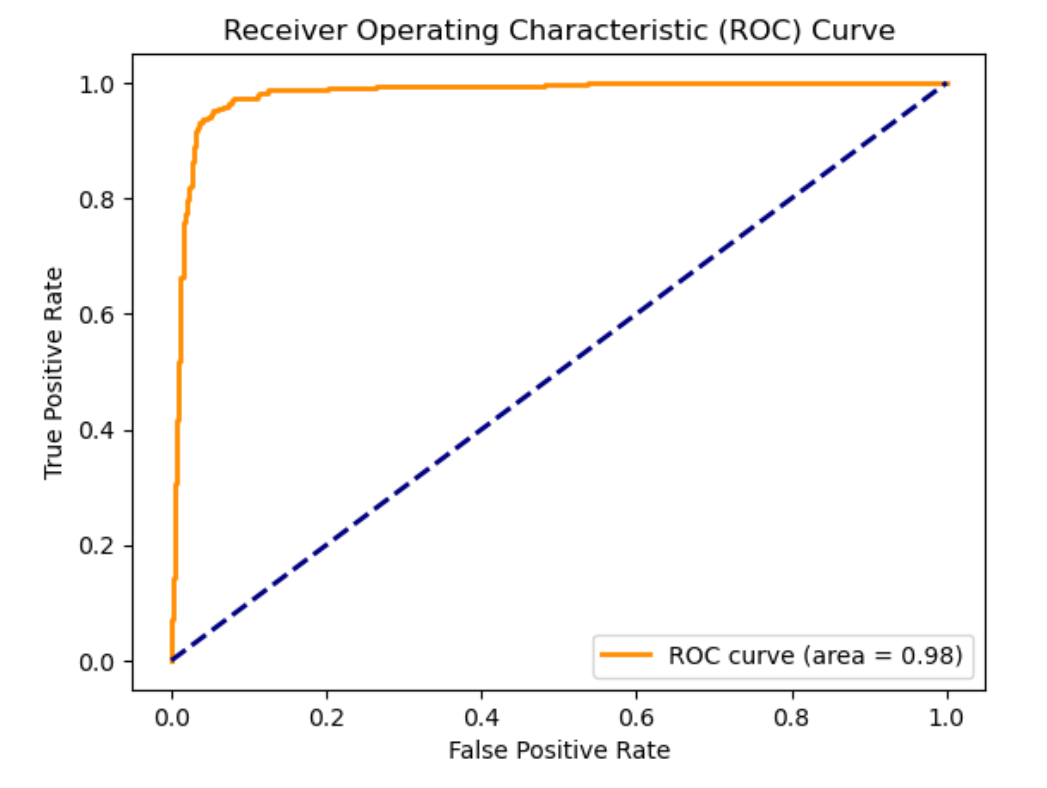 Receiver Operating Characteristic (ROC) Curve
1.0
0.8
0.6
0.4
0.2
0.0
True Positive Rate
ROC curve (area = 0.98)
0.0 0.2 0.4 0.6 0.8 1.0
False Positive Rate